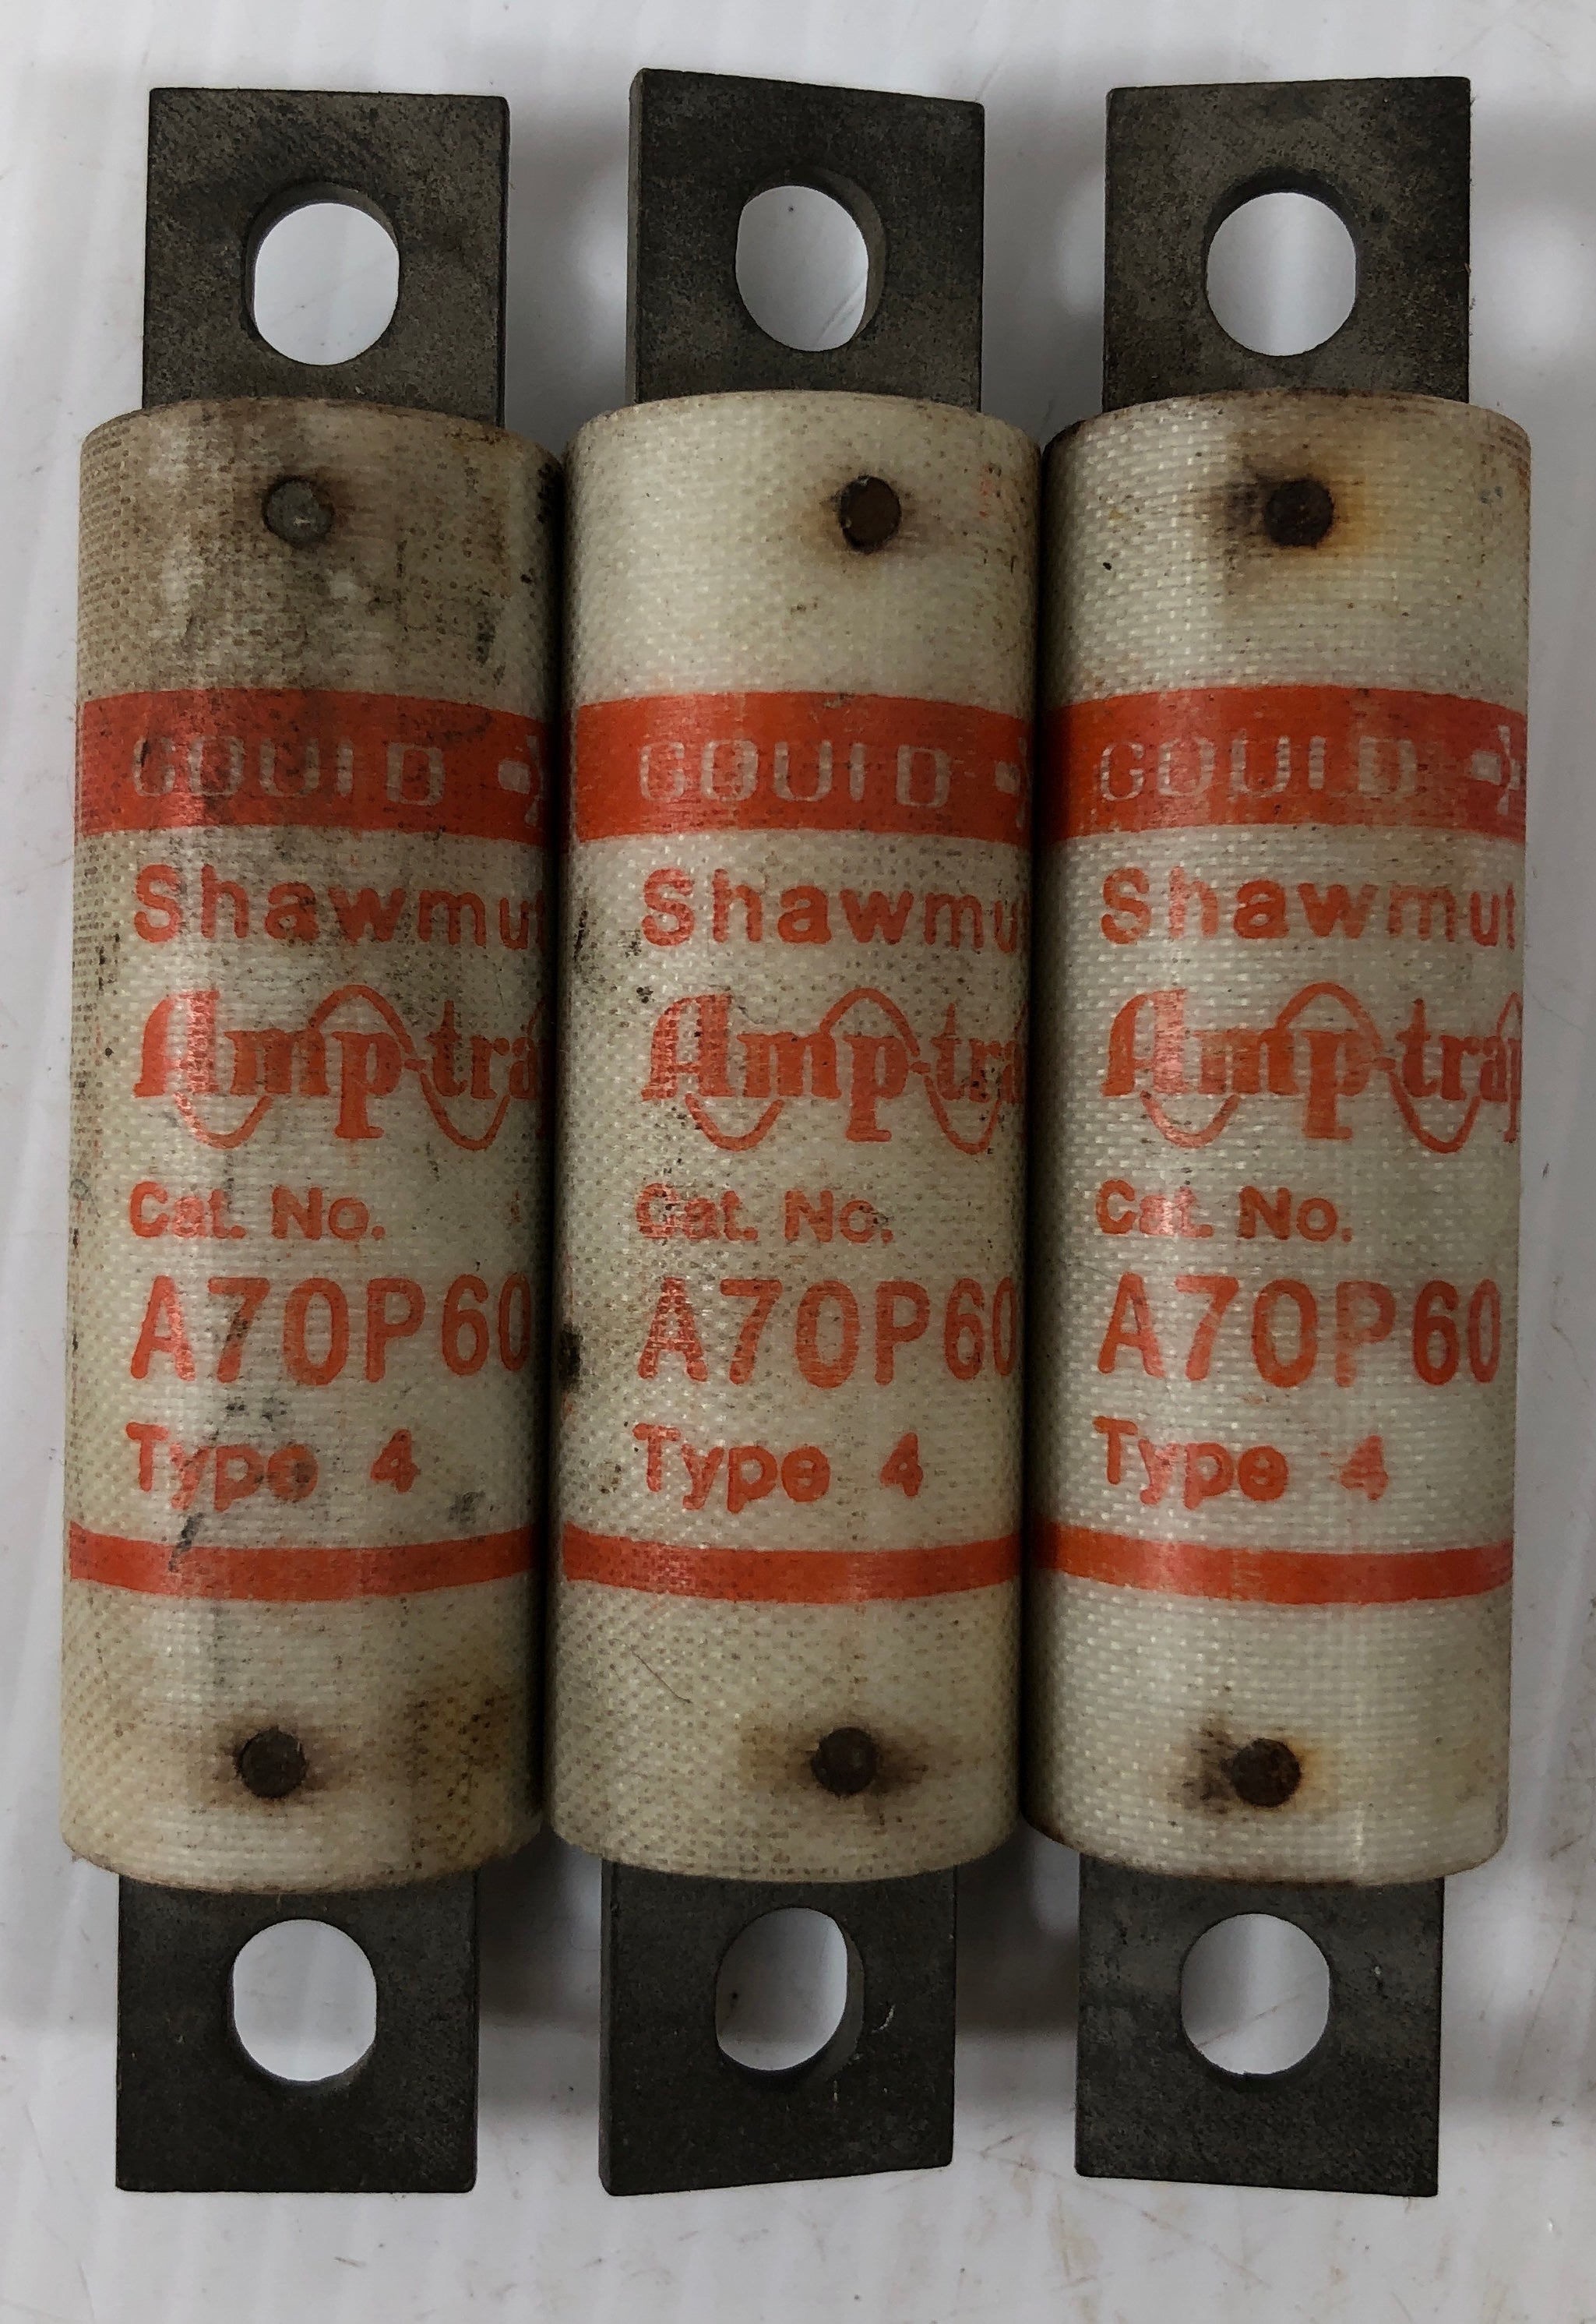 GOULD
Shawmut
Amp-trap
Cat. No.
A70P60
Type 4
GOULD
Shawmut
Amp-trap
Cat. No.
A70P60
Type 4
GOULD
Shawmut
Amp-trap
Cat. No.
A70P60
Type 4